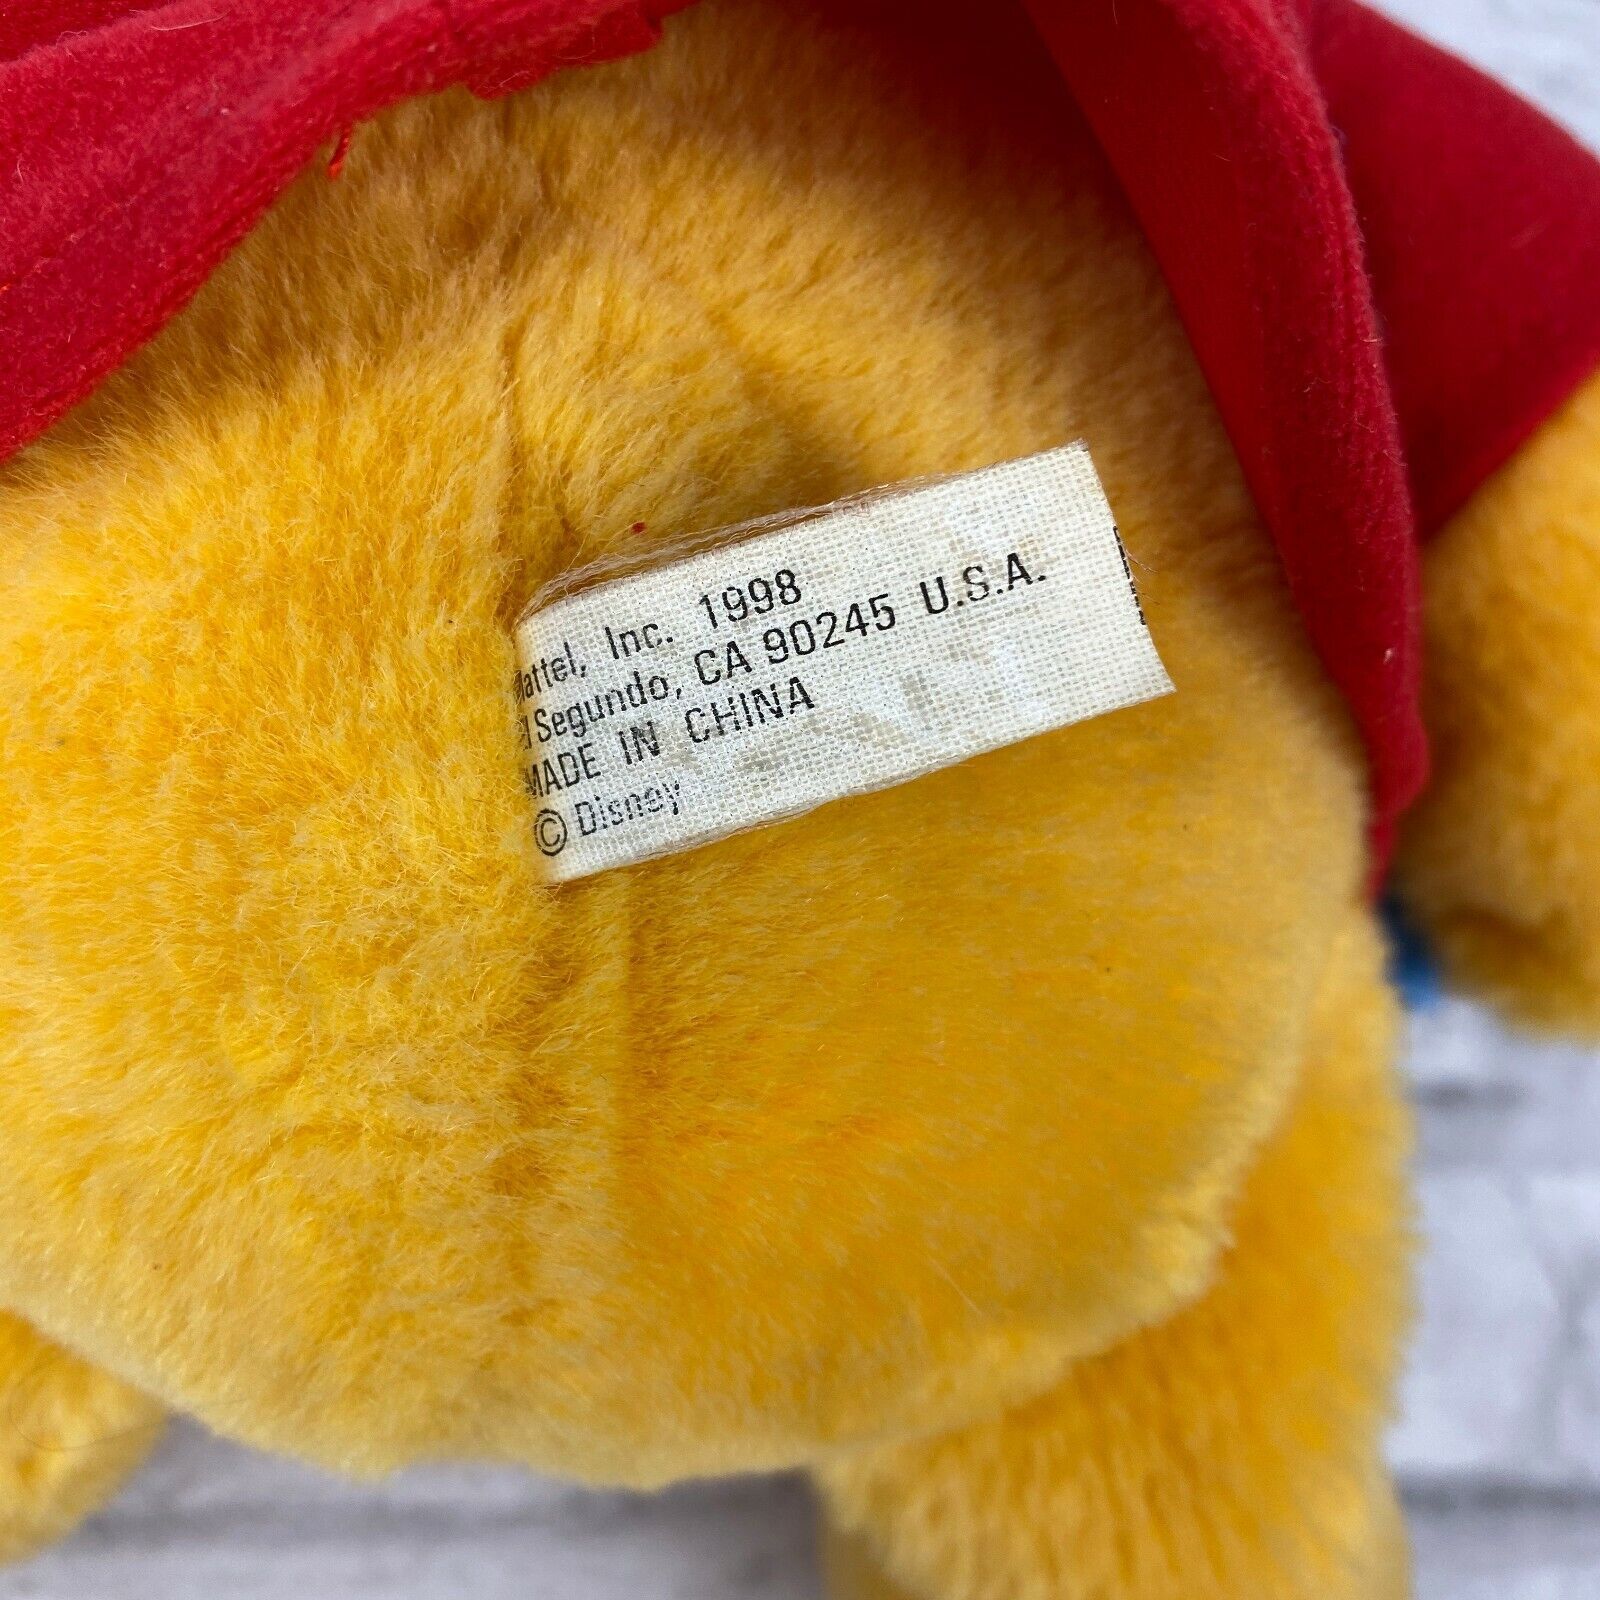 Mattel, Inc. 1998
El Segundo, CA 90245 U.S.A.
MADE IN CHINA
© Disney